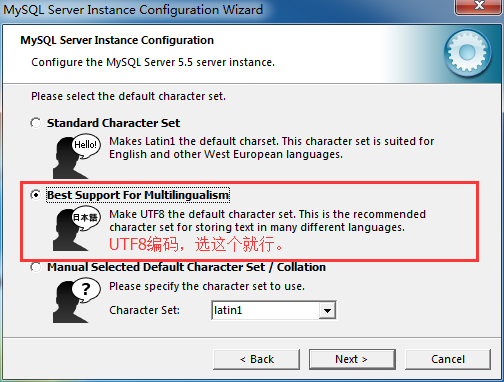 MySQL Server Instance Configuration Wizard
MySQL Server Instance Configuration
Configure the MySQL Server 5.5 server instance.
Please select the default character set.
Standard Character Set
Hello!
Makes Latin1 the default charset. This character set is suited for
English and other West European languages.
Best Support For Multilingualism
日本語
Make UTF8 the default character set. This is the recommended
character set for storing text in many different languages.
UTF8编码，选这个就行。
Manual Selected Default Character Set / Collation
?
Please specify the character set to use.
Character Set: latin1
< Back Next > Cancel